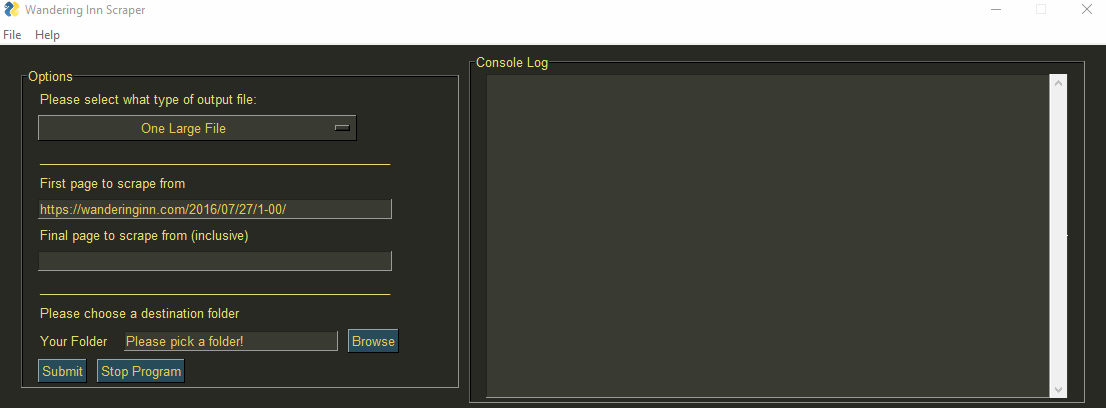 Wandering Inn Scraper
File Help
Options
Please select what type of output file:
One Large File
First page to scrape from
https://wanderinginn.com/2016/07/27/1-00/
Final page to scrape from (inclusive)
Please choose a destination folder
Your Folder Please pick a folder! Browse
Submit Stop Program
Console Log